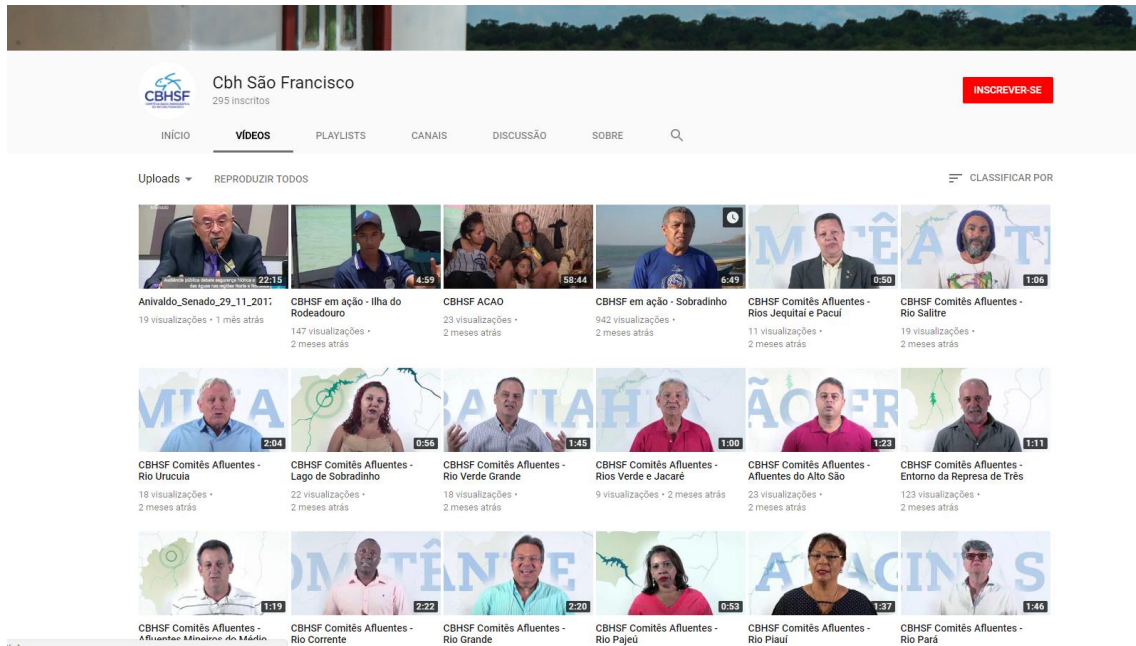 CBHSF
Cbh São Francisco
295 inscritos
INSCREVER-SE
INÍCIO VÍDEOS PLAYLISTS CANAIS DISCUSSÃO SOBRE
Uploads REPRODUZIR TODOS CLASSIFICAR POR
22:15 4:59 58:44 6:49 0:50 1:06
Anivaldo_Senado_29_11_2017
19 visualizações • 1 mês atrás
CBHSF em ação - Ilha do
Rodeadouro
147 visualizações •
2 meses atrás
CBHSF ACAO
23 visualizações •
2 meses atrás
CBHSF em ação - Sobradinho
942 visualizações •
2 meses atrás
CBHSF Comitês Afluentes -
Rios Jequitaí e Pacuí
11 visualizações •
2 meses atrás
CBHSF Comitês Afluentes -
Rio Salitre
19 visualizações •
2 meses atrás
2:04 0:56 1:45 1:00 1:23 1:11
CBHSF Comitês Afluentes -
Rio Urucuia
18 visualizações •
2 meses atrás
CBHSF Comitês Afluentes -
Lago de Sobradinho
22 visualizações •
2 meses atrás
CBHSF Comitês Afluentes -
Rio Verde Grande
18 visualizações •
2 meses atrás
CBHSF Comitês Afluentes -
Rios Verde e Jacaré
9 visualizações • 2 meses atrás
CBHSF Comitês Afluentes -
Afluentes do Alto São
23 visualizações •
2 meses atrás
CBHSF Comitês Afluentes -
Entorno da Represa de Três
123 visualizações •
2 meses atrás
1:19 2:22 2:20 0:53 1:37 1:46
CBHSF Comitês Afluentes -
Afluentes Mineiros do Médio
CBHSF Comitês Afluentes -
Rio Corrente
CBHSF Comitês Afluentes -
Rio Grande
CBHSF Comitês Afluentes -
Rio Pajeú
CBHSF Comitês Afluentes -
Rio Piauí
CBHSF Comitês Afluentes -
Rio Pará